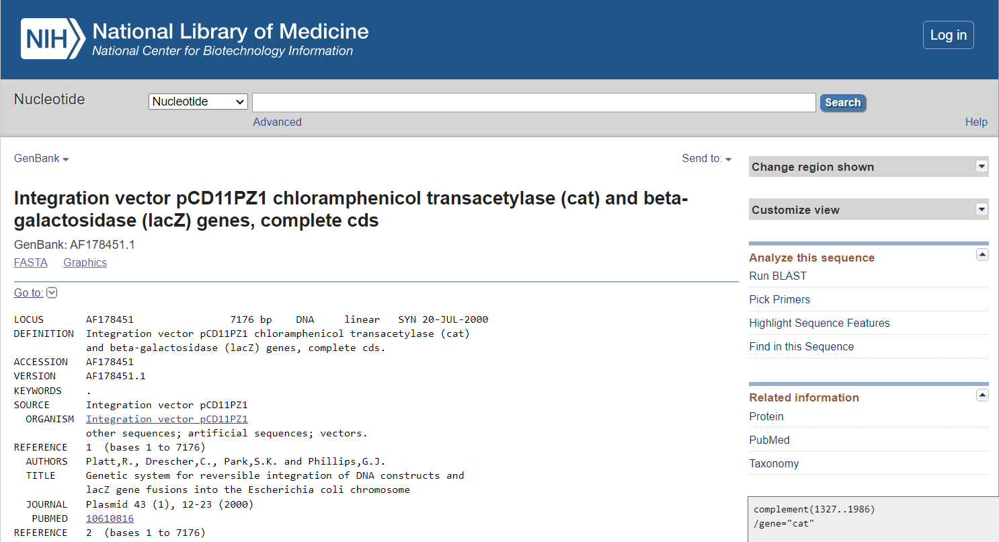 NIH National Library of Medicine
National Center for Biotechnology Information
Log in
Nucleotide
Nucleotide
Search
Advanced
Help
GenBank
Send to:
Integration vector pCD11PZ1 chloramphenicol transacetylase (cat) and beta-
galactosidase (lacZ) genes, complete cds
GenBank: AF178451.1
FASTA Graphics
Go to:
LOCUS AF178451 7176 bp DNA linear SYN 20-JUL-2000
DEFINITION Integration vector pCD11PZ1 chloramphenicol transacetylase (cat)
and beta-galactosidase (lacZ) genes, complete cds.
ACCESSION AF178451
VERSION AF178451.1
KEYWORDS .
SOURCE Integration vector pCD11PZ1
ORGANISM Integration vector pCD11PZ1
other sequences; artificial sequences; vectors.
REFERENCE 1 (bases 1 to 7176)
AUTHORS Platt,R., Drescher,C., Park,S.K. and Phillips,G.J.
TITLE Genetic system for reversible integration of DNA constructs and
lacZ gene fusions into the Escherichia coli chromosome
JOURNAL Plasmid 43 (1), 12-23 (2000)
PUBMED 10610816
REFERENCE 2 (bases 1 to 7176)
Change region shown
Customize view
Analyze this sequence
Run BLAST
Pick Primers
Highlight Sequence Features
Find in this Sequence
Related information
Protein
PubMed
Taxonomy
complement(1327..1986)
/gene="cat"